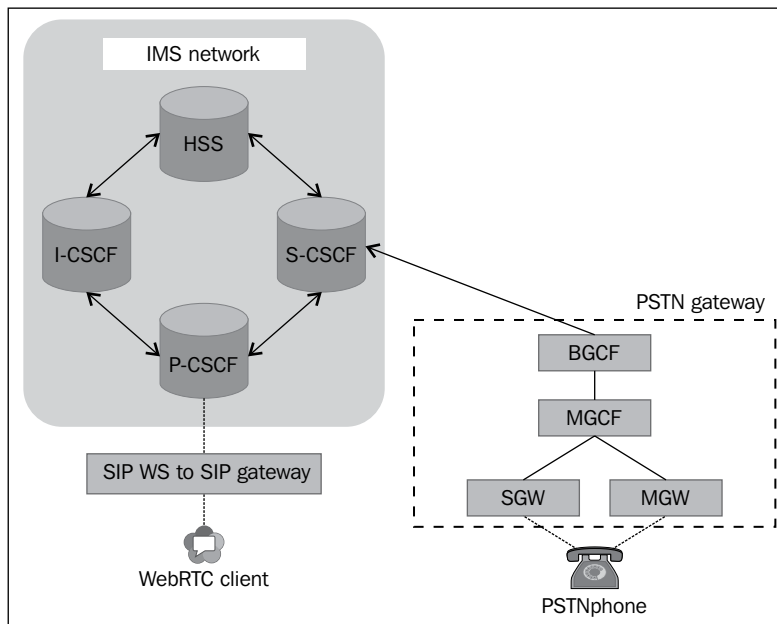 IMS network
HSS
I-CSCF
S-CSCF
P-CSCF
PSTN gateway
BGCF
MGCF
SGW
MGW
SIP WS to SIP gateway
WebRTC client
PSTNphone